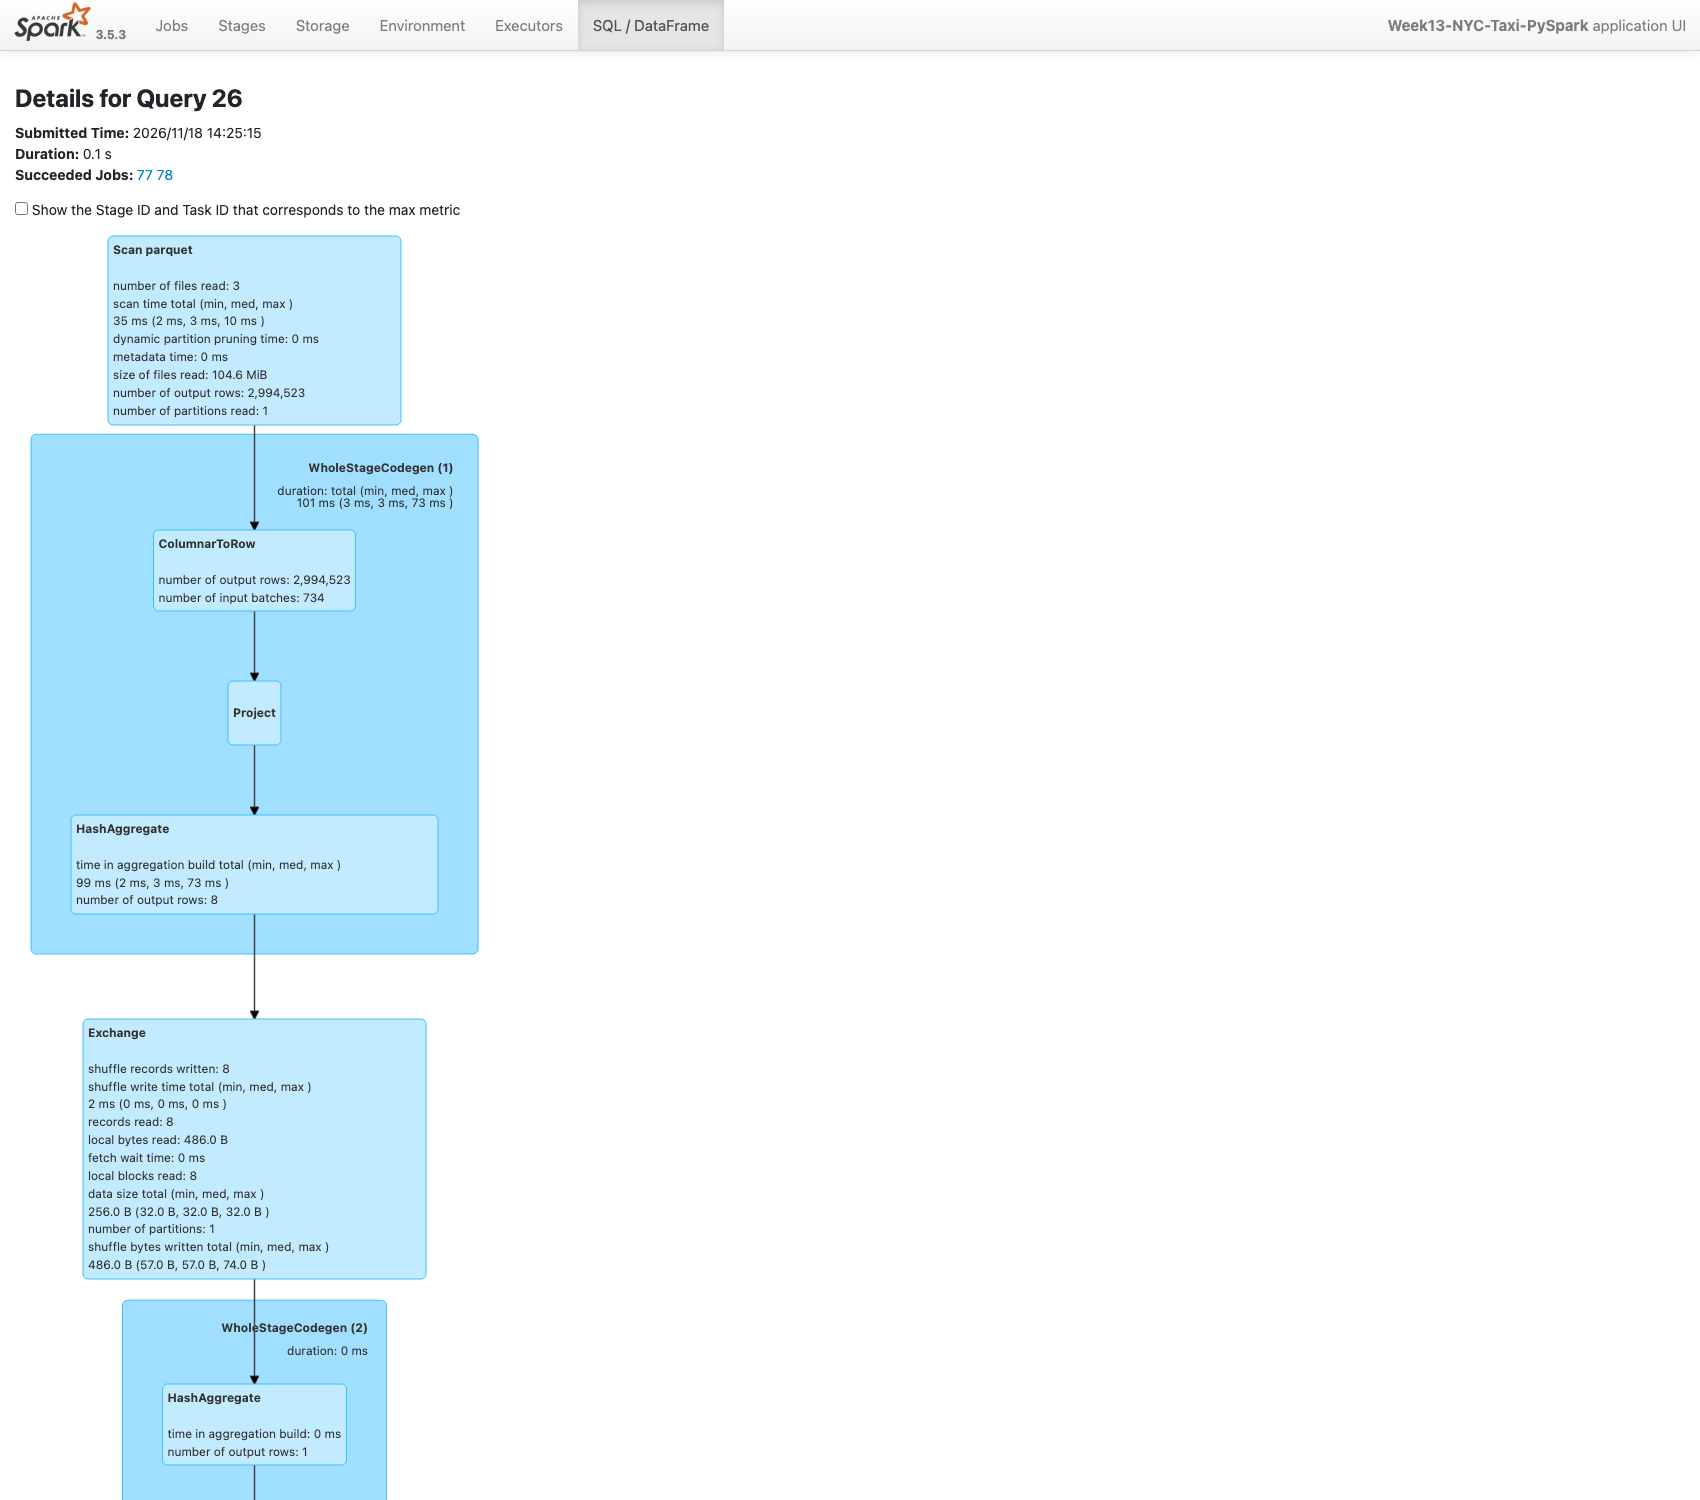 APACHE
Spark 3.5.3 Jobs Stages Storage Environment Executors SQL / DataFrame Week13-NYC-Taxi-PySpark application UI
Details for Query 26
Submitted Time: 2026/11/18 14:25:15
Duration: 0.1 s
Succeeded Jobs: 77 78
Show the Stage ID and Task ID that corresponds to the max metric
Scan parquet
number of files read: 3
scan time total (min, med, max )
35 ms (2 ms, 3 ms, 10 ms )
dynamic partition pruning time: 0 ms
metadata time: 0 ms
size of files read: 104.6 MiB
number of output rows: 2,994,523
number of partitions read: 1
WholeStageCodegen (1)
duration: total (min, med, max )
101 ms (3 ms, 3 ms, 73 ms )
ColumnarToRow
number of output rows: 2,994,523
number of input batches: 734
Project
HashAggregate
time in aggregation build total (min, med, max )
99 ms (2 ms, 3 ms, 73 ms )
number of output rows: 8
Exchange
shuffle records written: 8
shuffle write time total (min, med, max )
2 ms (0 ms, 0 ms, 0 ms )
records read: 8
local bytes read: 486.0 B
fetch wait time: 0 ms
local blocks read: 8
data size total (min, med, max )
256.0 B (32.0 B, 32.0 B, 32.0 B )
number of partitions: 1
shuffle bytes written total (min, med, max )
486.0 B (57.0 B, 57.0 B, 74.0 B )
WholeStageCodegen (2)
duration: 0 ms
HashAggregate
time in aggregation build: 0 ms
number of output rows: 1